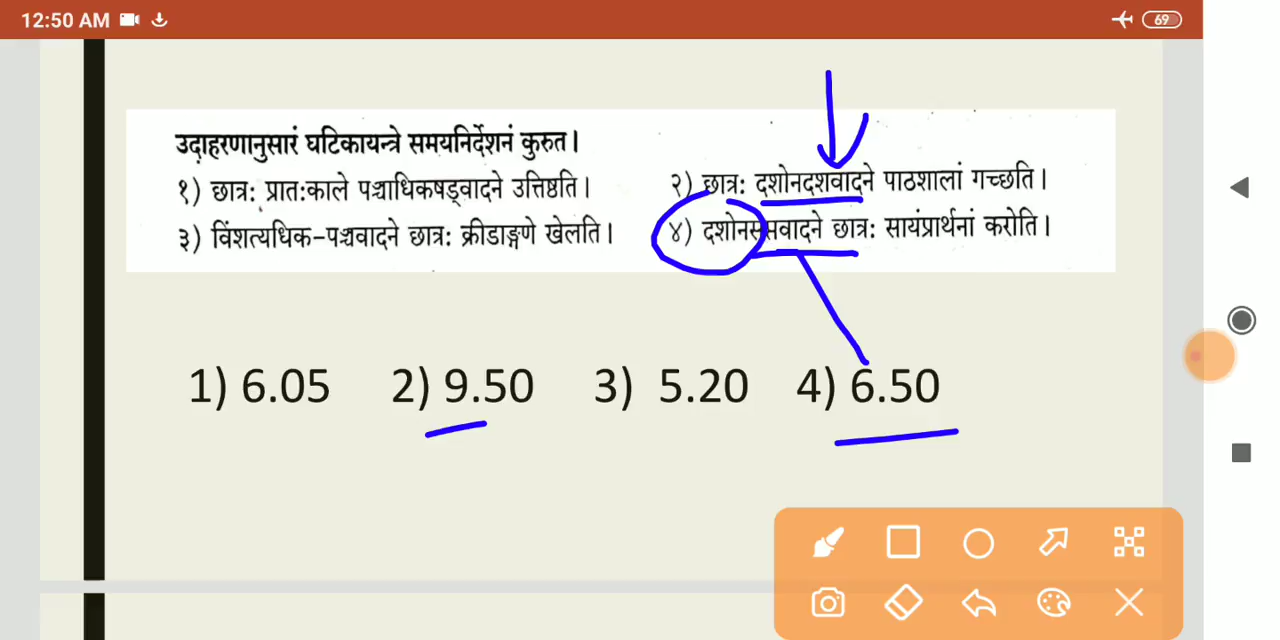 12:50 AM
69
उदाहरणानुसारं घटिकायन्त्रे समयनिर्देशनं कुरुत।
१) छात्र: प्रात:काले पञ्चाधिकषड्वादने उत्तिष्ठति। २) छात्र: दशोनदशवादने पाठशालां गच्छति।
३) विंशत्यधिक-पञ्चवादने छात्र: क्रीडाङ्गणे खेलति। ४) दशोनसप्तवादने छात्र: सायंप्रार्थनां करोति।
1) 6.05 2) 9.50 3) 5.20 4) 6.50